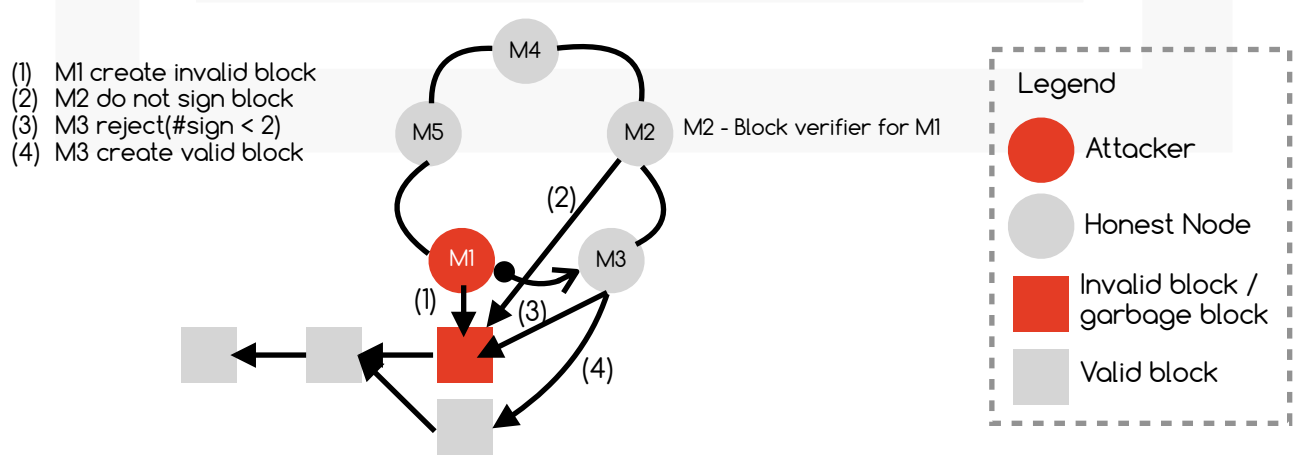 (1) M1 create invalid block
(2) M2 do not sign block
(3) M3 reject(#sign < 2)
(4) M3 create valid block
M4
M5
M2
M2 - Block verifier for M1
(2)
M1
M3
(1)
(3)
(4)
Legend
Attacker
Honest Node
Invalid block /
garbage block
Valid block